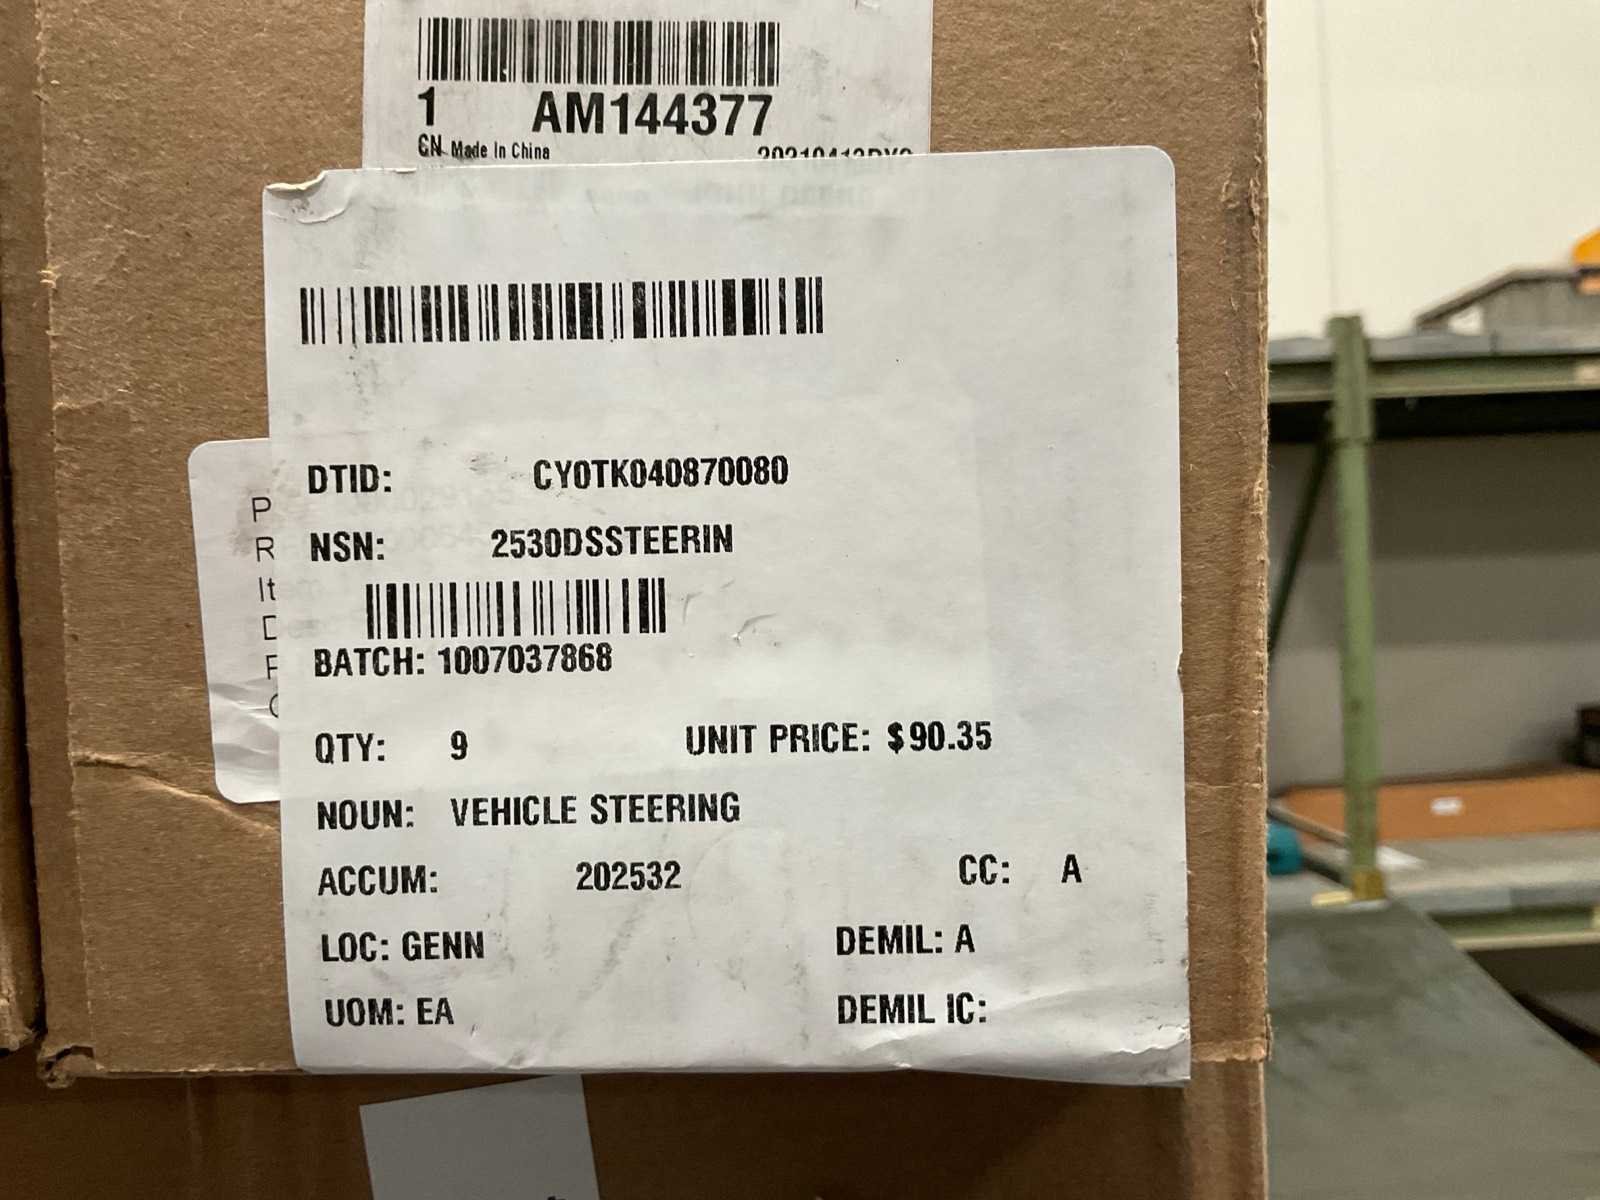 1 AM144377
CN Made In China
DTID: CY0TK040870080
NSN: 2530DSSTEERIN
BATCH: 1007037868
QTY: 9 UNIT PRICE: $90.35
NOUN: VEHICLE STEERING
ACCUM: 202532 CC: A
LOC: GENN DEMIL: A
UOM: EA DEMIL IC: